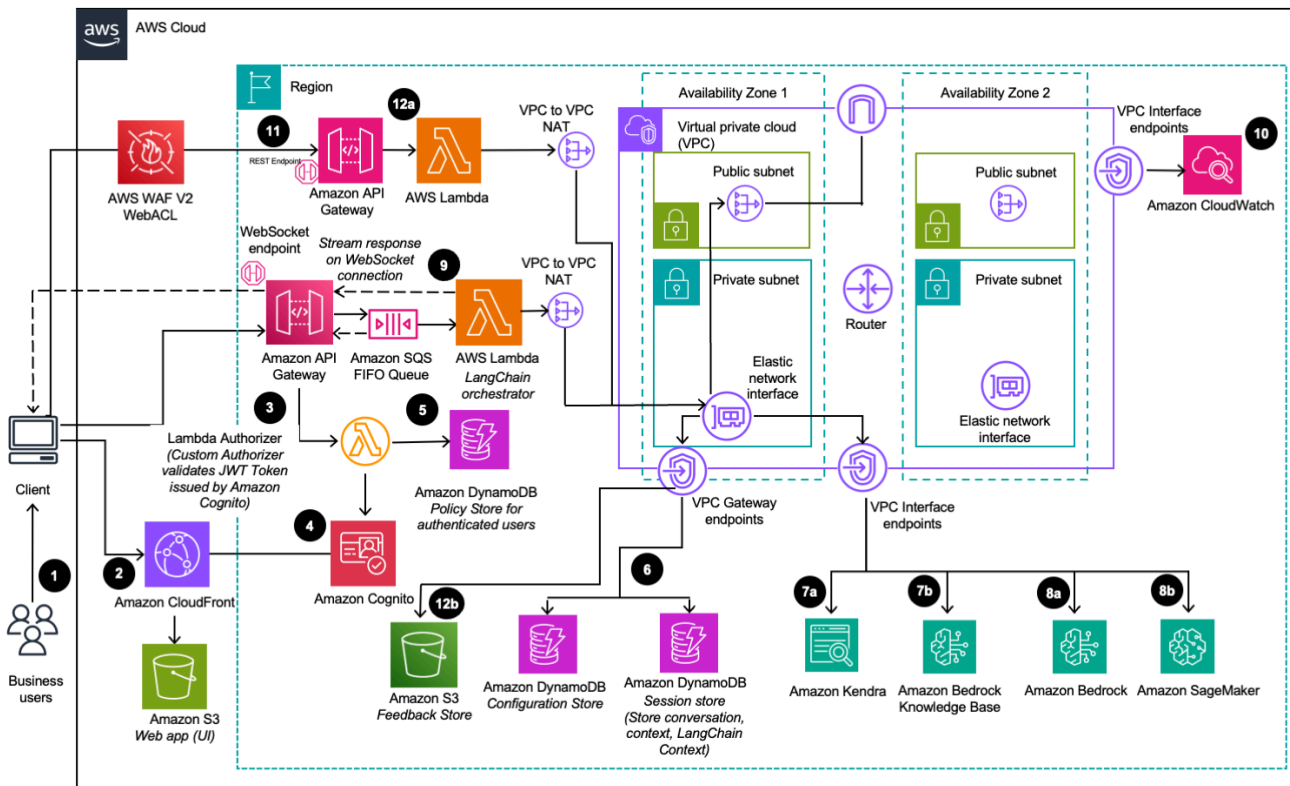 aws
AWS Cloud
Region
11
12a
REST Endpoint
Amazon API
Gateway
AWS Lambda
VPC to VPC
NAT
AWS WAF V2
WebACL
Availability Zone 1
Availability Zone 2
Virtual private cloud
(VPC)
Public subnet
Public subnet
VPC Interface
endpoints
10
Amazon CloudWatch
WebSocket
endpoint
Stream response
on WebSocket
connection
9
VPC to VPC
NAT
Private subnet
Private subnet
Router
Amazon API
Gateway
Amazon SQS
FIFO Queue
AWS Lambda
LangChain
orchestrator
Elastic
network
interface
Elastic network
interface
3
5
Lambda Authorizer
(Custom Authorizer
validates JWT Token
issued by Amazon
Cognito)
Amazon DynamoDB
Policy Store for
authenticated users
Client
VPC Gateway
endpoints
VPC Interface
endpoints
1
2
4
Amazon CloudFront
Amazon Cognito
12b
6
7a
7b
8a
8b
Business
users
Amazon S3
Web app (UI)
Amazon S3
Feedback Store
Amazon DynamoDB
Configuration Store
Amazon DynamoDB
Session store
(Store conversation,
context, LangChain
Context)
Amazon Kendra
Amazon Bedrock
Knowledge Base
Amazon Bedrock
Amazon SageMaker